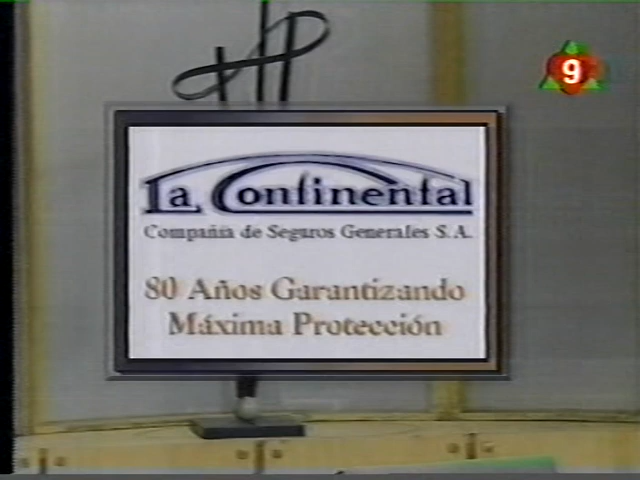 9
La Continental
Compañía de Seguros Generales S.A.
80 Años Garantizando
Máxima Protección